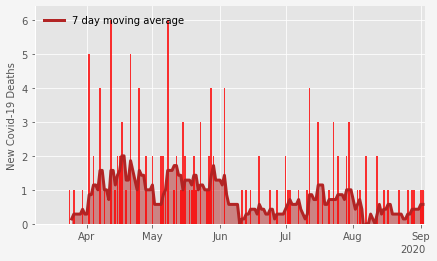 7 day moving average
New Covid-19 Deaths
6
5
4
3
2
1
0
Apr
May
Jun
Jul
Aug
Sep
2020